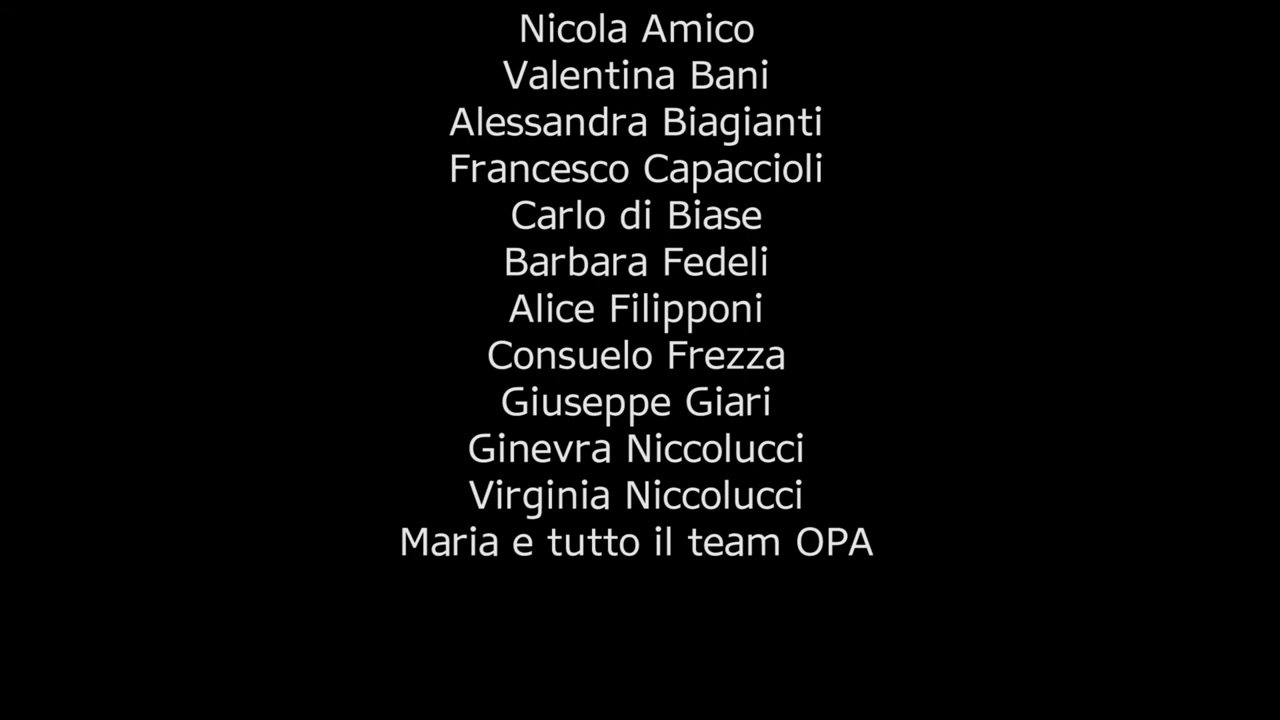 Nicola Amico
Valentina Bani
Alessandra Biagianti
Francesco Capaccioli
Carlo di Biase
Barbara Fedeli
Alice Filipponi
Consuelo Frezza
Giuseppe Giari
Ginevra Niccolucci
Virginia Niccolucci
Maria e tutto il team OPA